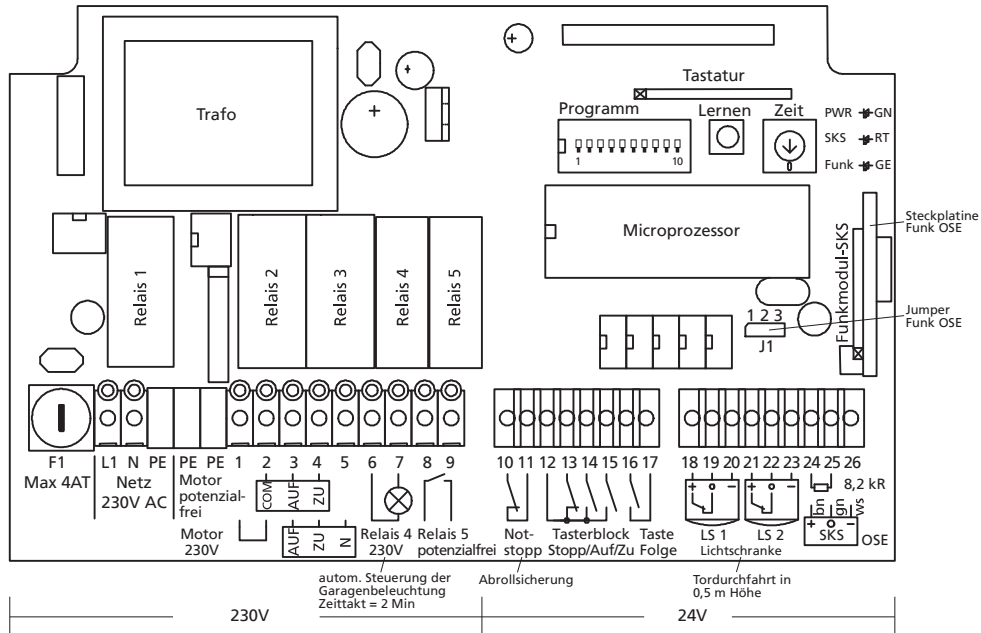 Trafo
Tastatur
Programm
Lernen
Zeit
PWR GN
SKS RT
Funk GE
1 10
0
Microprozessor
Steckplatine
Funk OSE
Funkmodul-SKS
Jumper
Funk OSE
1 2 3
J1
Relais 1
Relais 2
Relais 3
Relais 4
Relais 5
F1
Max 4AT
L1 N PE PE PE 1 2 3 4 5 6 7 8 9
Netz
230V AC
Motor
potenzial-
frei
COM AUF ZU
Motor
230V
AUF ZU N
Relais 4
230V
Relais 5
potenzialfrei
autom. Steuerung der
Garagenbeleuchtung
Zeittakt = 2 Min
10 11 12 13 14 15 16 17
Not-
stopp
Tasterblock
Stopp/Auf/Zu
Taste
Folge
Abrollsicherung
18 19 20 21 22 23 24 25 26
8,2 kR
LS 1
LS 2
Lichtschranke
bn gn ws
SKS
OSE
Tordurchfahrt in
0,5 m Höhe
230V
24V